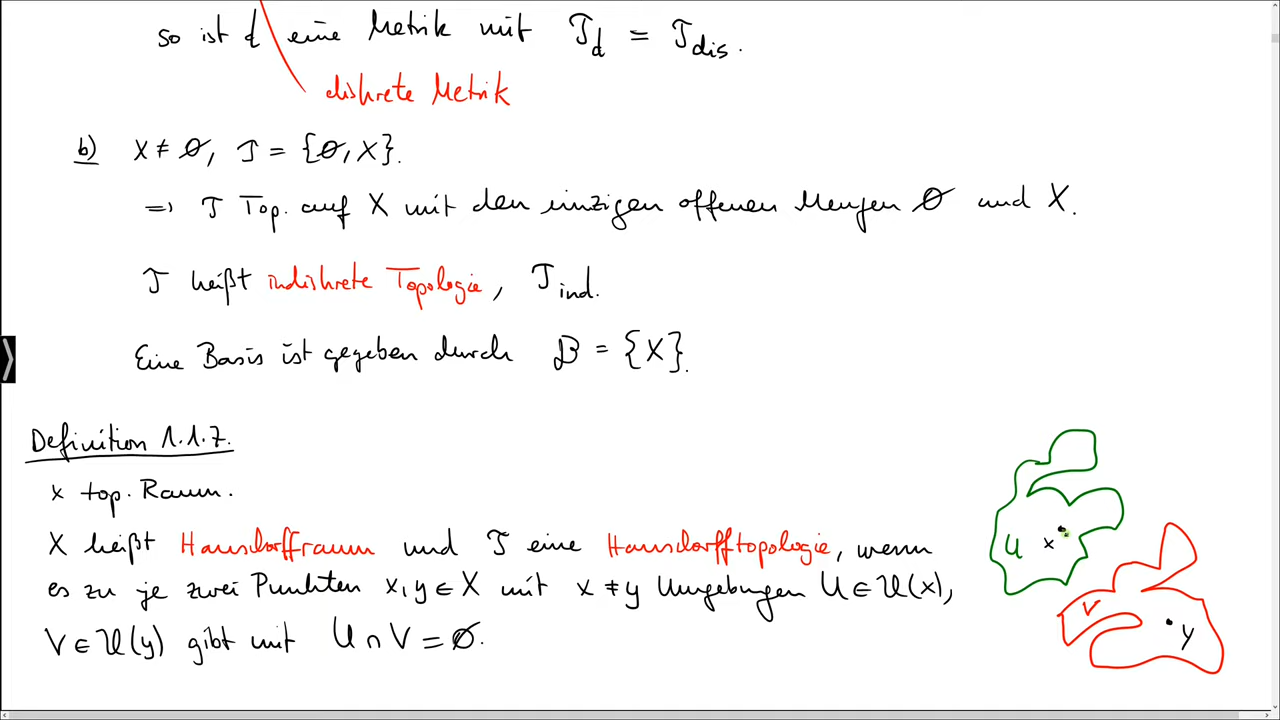 so ist d eine Metrik mit 𝒯_d = 𝒯_dis.
diskrete Metrik
b) X ≠ ∅, 𝒯 = {∅, X}.
⇒ 𝒯 Top. auf X mit den einzigen offenen Mengen ∅ und X.
𝒯 heißt indiskrete Topologie, 𝒯_ind.
Eine Basis ist gegeben durch ℬ = {X}.
Definition 1.1.7.
X top. Raum.
X heißt Hausdorffraum und 𝒯 eine Hausdorfftopologie, wenn
es zu je zwei Punkten x, y ∈ X mit x ≠ y Umgebungen U ∈ 𝒰(x),
V ∈ 𝒰(y) gibt mit U ∩ V = ∅.
U x
V y